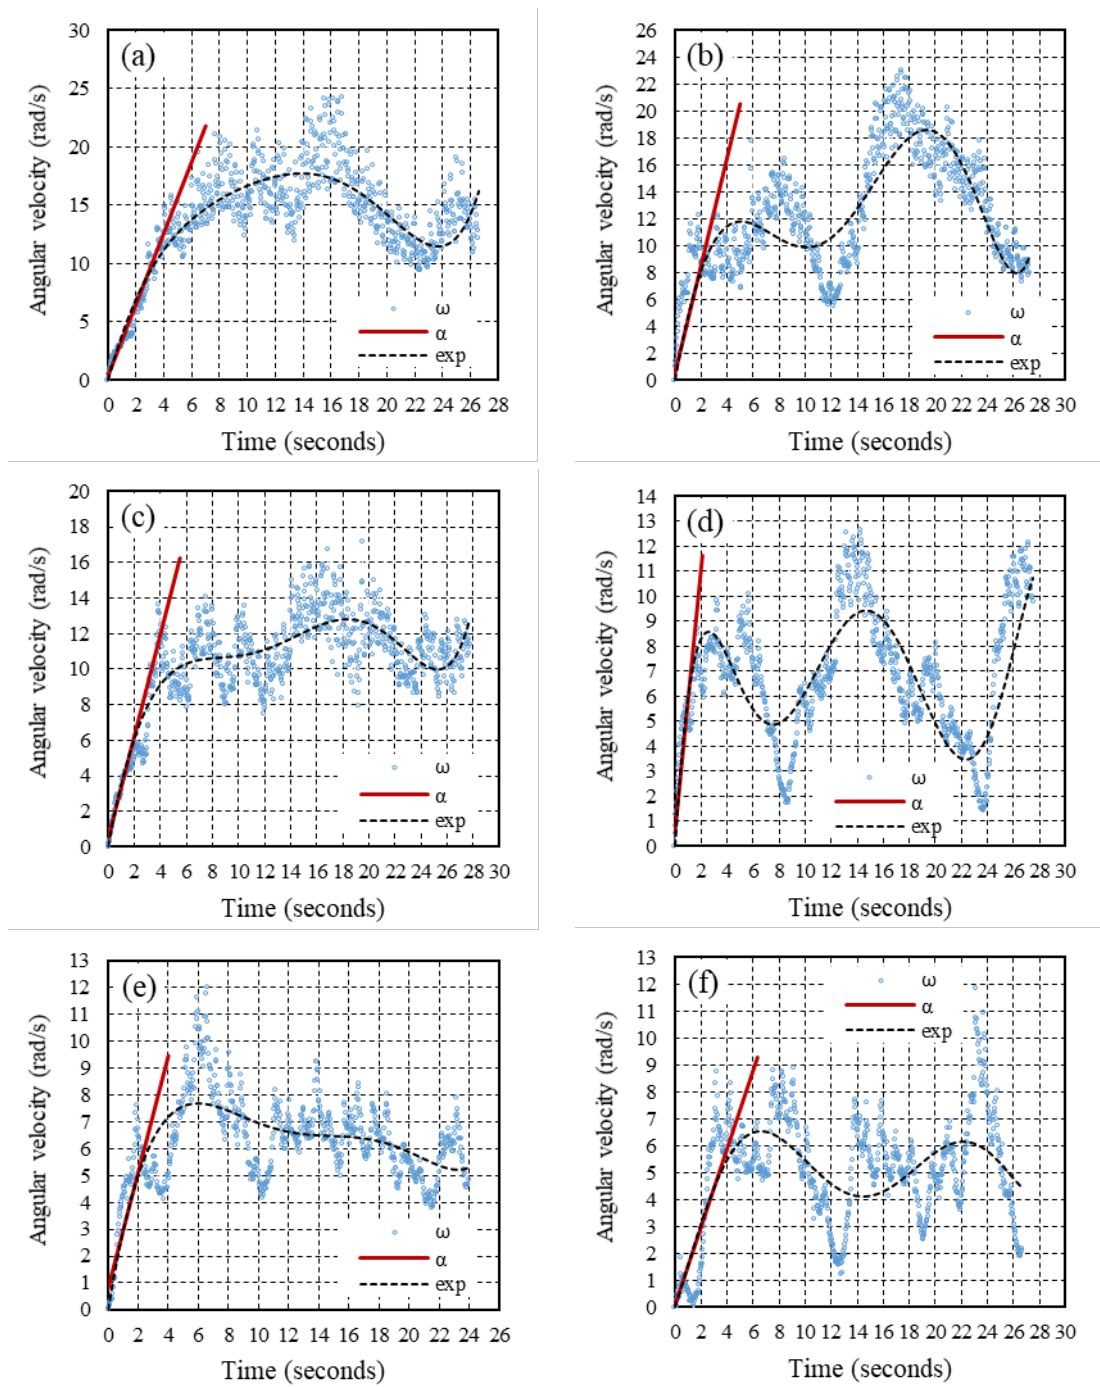 (a)
Angular velocity (rad/s)
30
25
20
15
10
5
0
ω
α
exp
0 2 4 6 8 10 12 14 16 18 20 22 24 26 28
Time (seconds)
(b)
Angular velocity (rad/s)
26
24
22
20
18
16
14
12
10
8
6
4
2
0
ω
α
exp
0 2 4 6 8 10 12 14 16 18 20 22 24 26 28 30
Time (seconds)
(c)
Angular velocity (rad/s)
20
18
16
14
12
10
8
6
4
2
0
ω
α
exp
0 2 4 6 8 10 12 14 16 18 20 22 24 26 28 30
Time (seconds)
(d)
Angular velocity (rad/s)
14
13
12
11
10
9
8
7
6
5
4
3
2
1
0
ω
α
exp
0 2 4 6 8 10 12 14 16 18 20 22 24 26 28 30
Time (seconds)
(e)
Angular velocity (rad/s)
13
12
11
10
9
8
7
6
5
4
3
2
1
0
ω
α
exp
0 2 4 6 8 10 12 14 16 18 20 22 24 26
Time (seconds)
(f)
Angular velocity (rad/s)
13
12
11
10
9
8
7
6
5
4
3
2
1
0
ω
α
exp
0 2 4 6 8 10 12 14 16 18 20 22 24 26 28 30
Time (seconds)